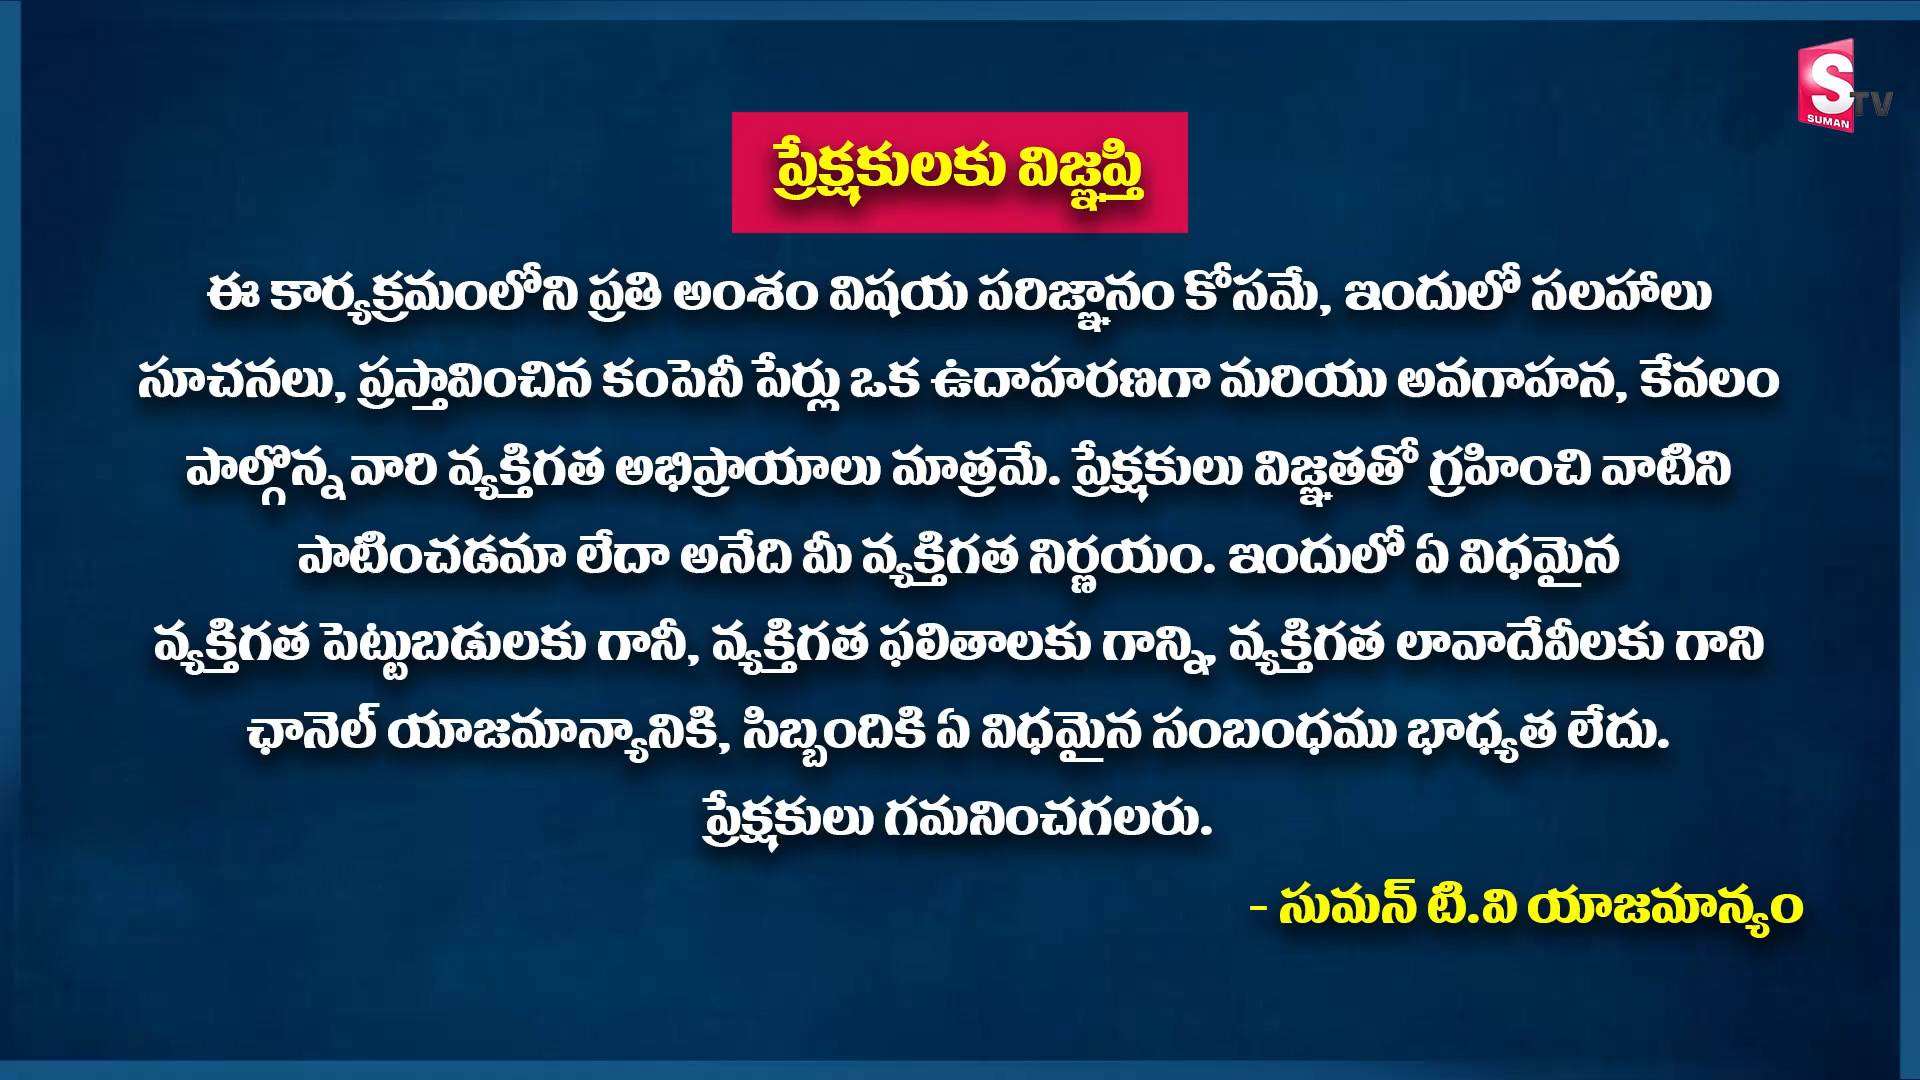 S TV
SUMAN
ప్రేక్షకులకు విజ్ఞప్తి
ఈ కార్యక్రమంలోని ప్రతి అంశం విషయ పరిజ్ఞానం కోసమే, ఇందులో సలహాలు
సూచనలు, ప్రస్తావించిన కంపెనీ పేర్లు ఒక ఉదాహరణగా మరియు అవగాహన, కేవలం
పాల్గొన్న వారి వ్యక్తిగత అభిప్రాయాలు మాత్రమే. ప్రేక్షకులు విజ్ఞతతో గ్రహించి వాటిని
పాటించడమా లేదా అనేది మీ వ్యక్తిగత నిర్ణయం. ఇందులో ఏ విధమైన
వ్యక్తిగత పెట్టుబడులకు గానీ, వ్యక్తిగత ఫలితాలకు గాన్ని, వ్యక్తిగత లావాదేవీలకు గాని
ఛానెల్ యాజమాన్యానికి, సిబ్బందికి ఏ విధమైన సంబంధము భాధ్యత లేదు.
ప్రేక్షకులు గమనించగలరు.
- సుమన్ టి.వి యాజమాన్యం